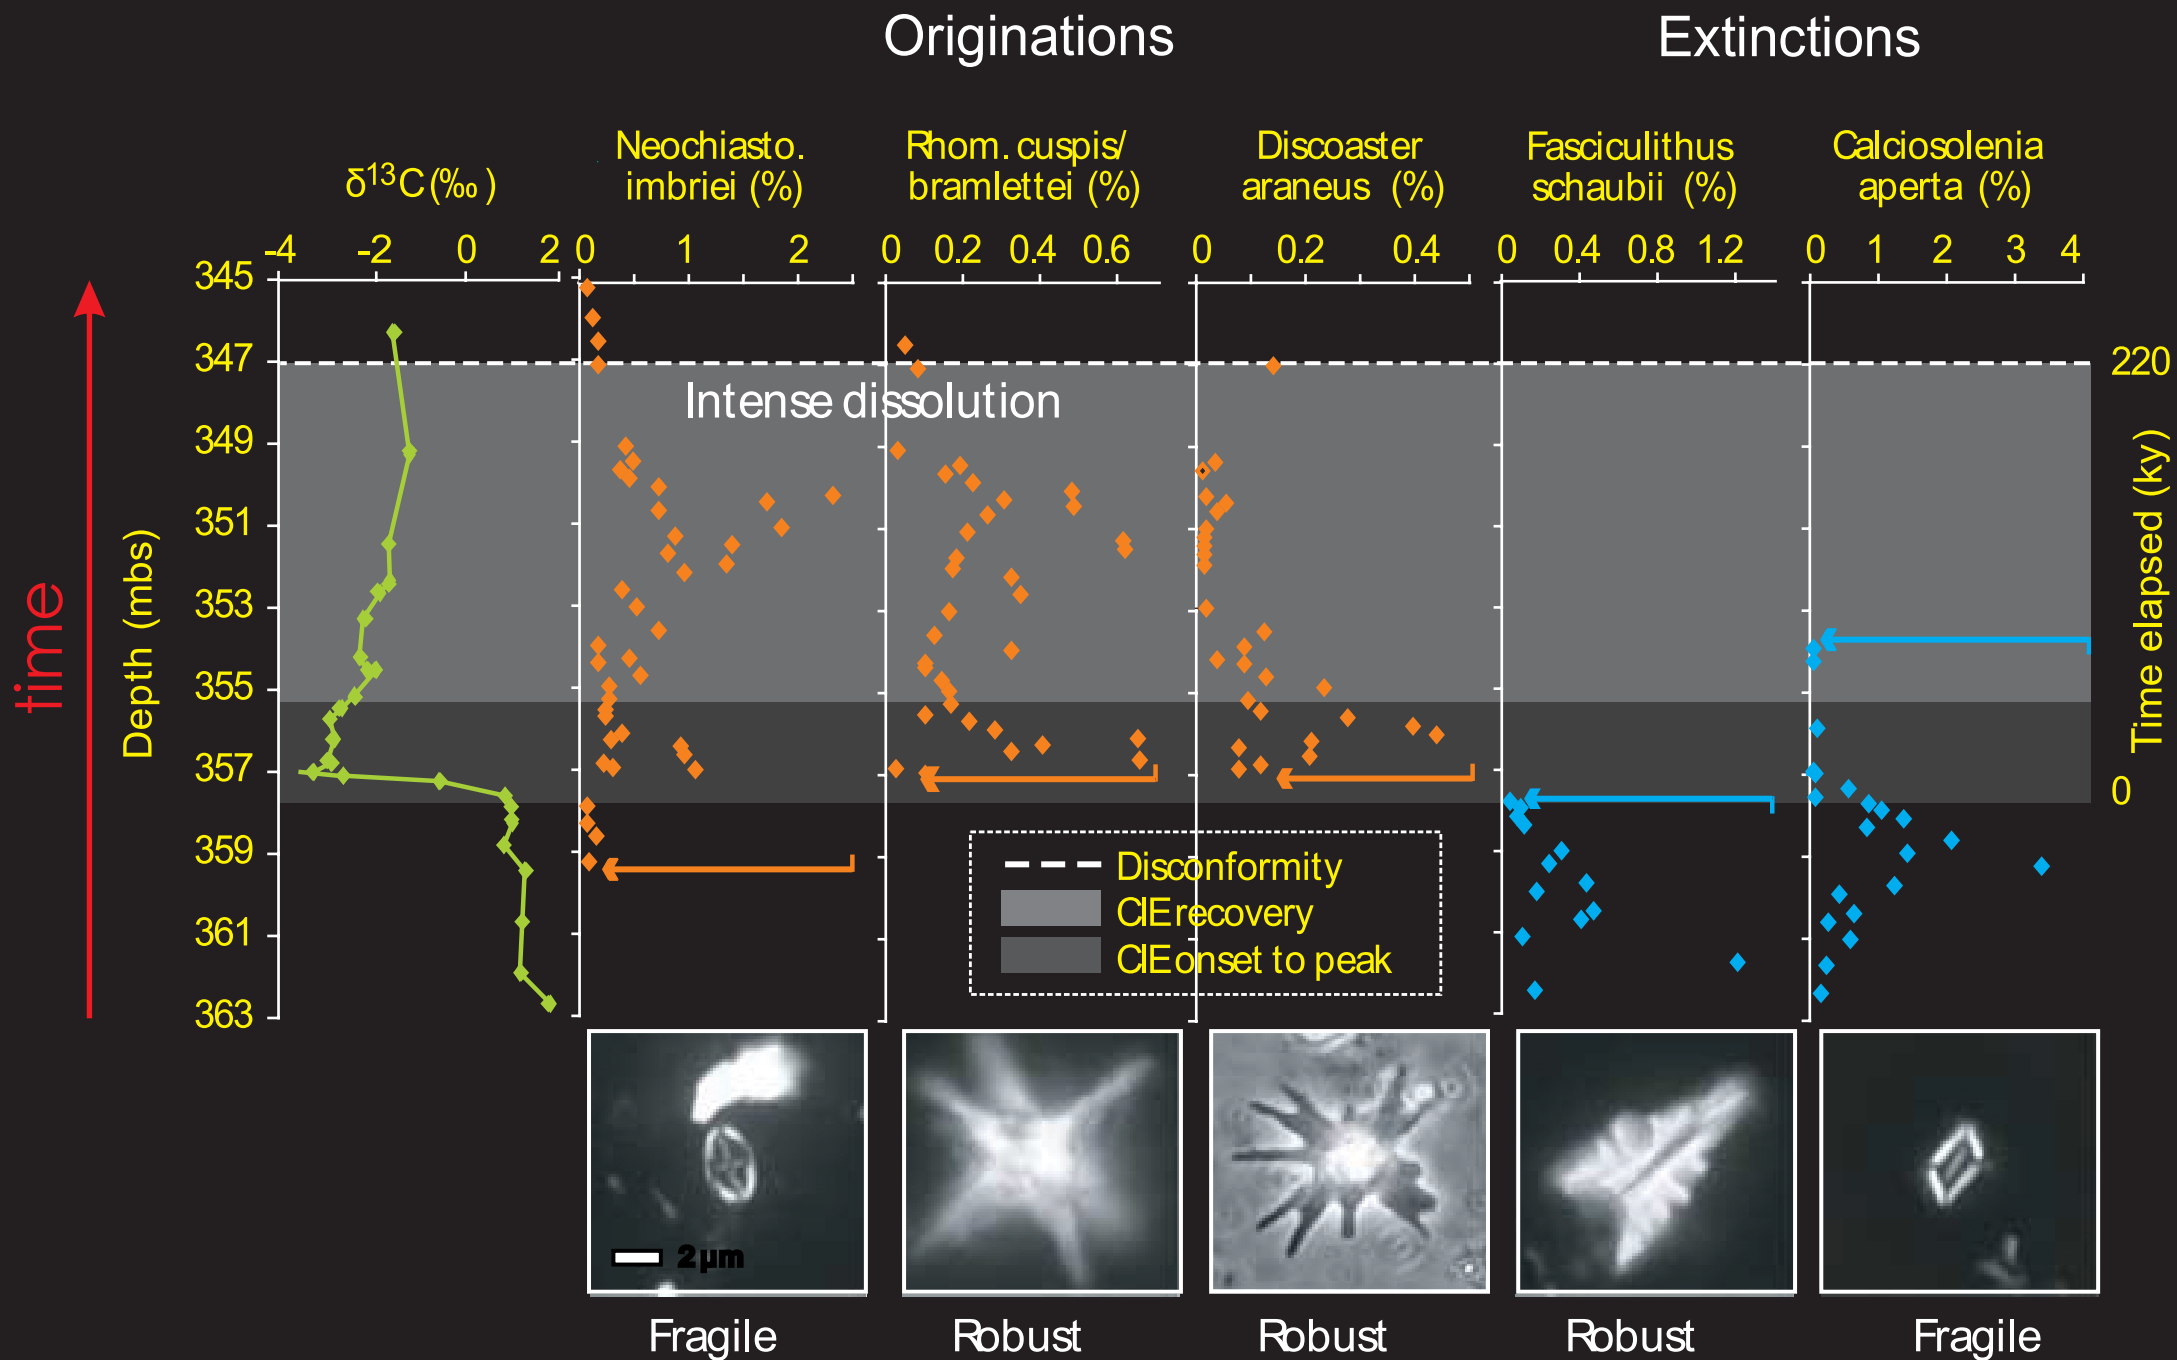 Originations
Extinctions
δ13C (‰)
Neochiasto.
imbriei (%)
Rhom. cuspis/
bramlettei (%)
Discoaster
araneus (%)
Fasciculithus
schaubii (%)
Calciosolenia
aperta (%)
-4 -2 0 2
0 1 2
0 0.2 0.4 0.6
0 0.2 0.4
0 0.4 0.8 1.2
0 1 2 3 4
345
347
349
351
353
355
357
359
361
363
time
Depth (mbs)
Intense dissolution
220
0
Time elapsed (ky)
Disconformity
CIE recovery
CIE onset to peak
2 µm
Fragile
Robust
Robust
Robust
Fragile